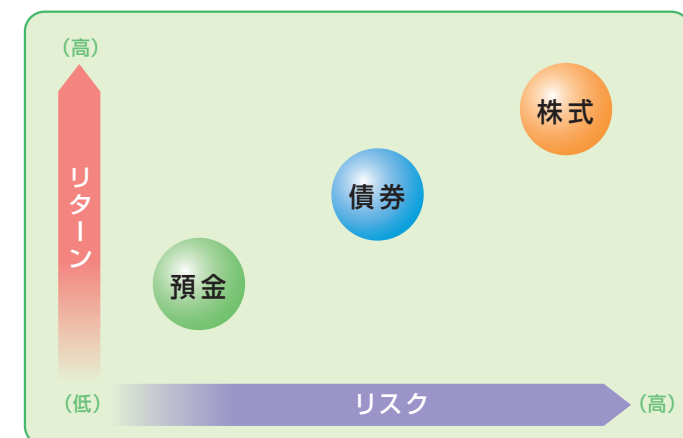 （高）
株式
リターン
債券
預金
（低）
リスク
（高）